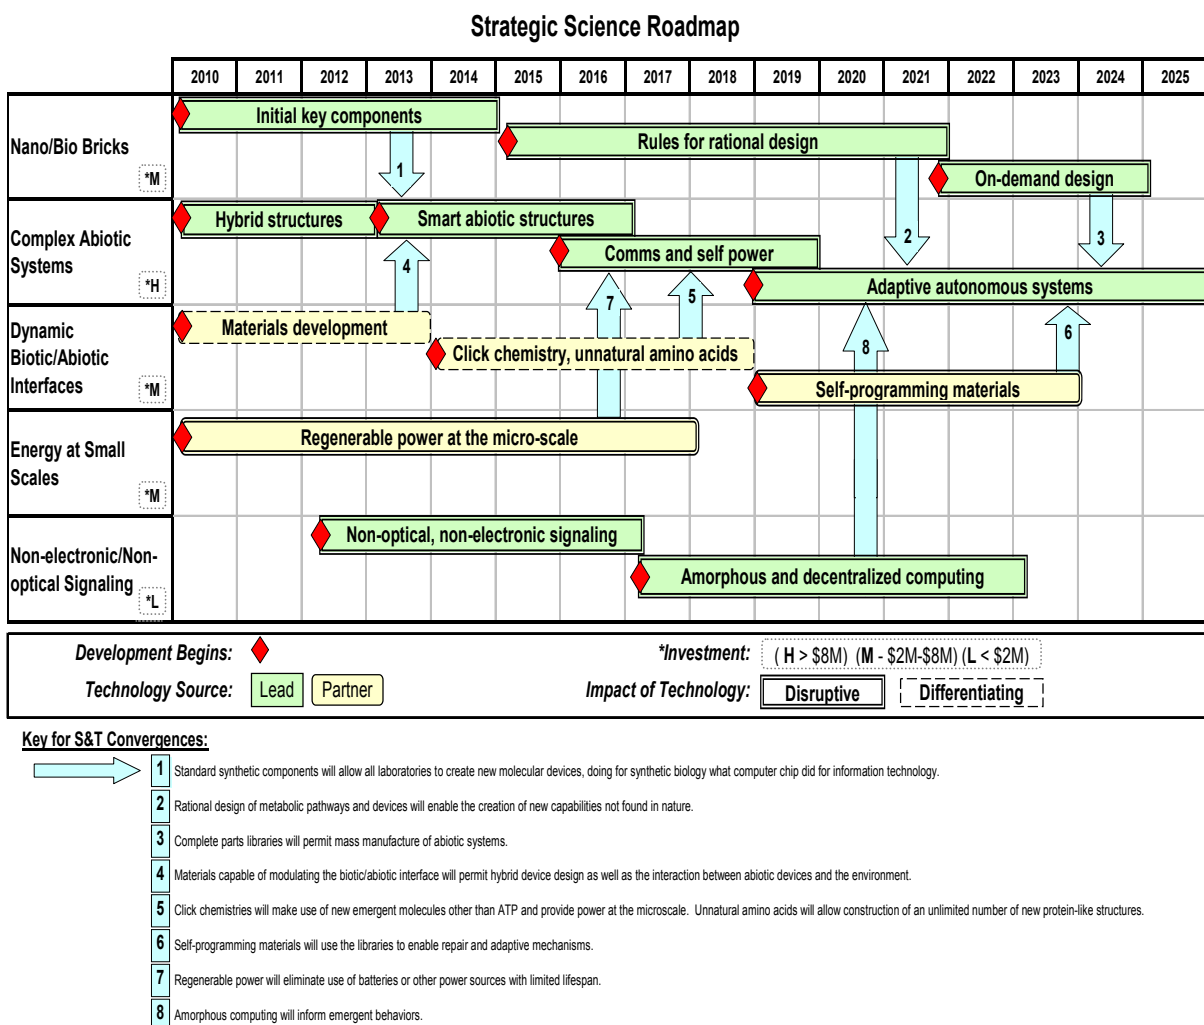 Strategic Science Roadmap
2010 2011 2012 2013 2014 2015 2016 2017 2018 2019 2020 2021 2022 2023 2024 2025
Nano/Bio Bricks
*M
Initial key components
Rules for rational design
On-demand design
1
2
3
Complex Abiotic
Systems
*H
Hybrid structures
Smart abiotic structures
Comms and self power
Adaptive autonomous systems
4
7
5
8
6
Dynamic
Biotic/Abiotic
Interfaces
*M
Materials development
Click chemistry, unnatural amino acids
Self-programming materials
Energy at Small
Scales
*M
Regenerable power at the micro-scale
Non-electronic/Non-
optical Signaling
*L
Non-optical, non-electronic signaling
Amorphous and decentralized computing
Development Begins:
*Investment: ( H > $8M) (M - $2M-$8M) (L < $2M)
Technology Source: Lead Partner
Impact of Technology: Disruptive Differentiating
Key for S&T Convergences:
1 Standard synthetic components will allow all laboratories to create new molecular devices, doing for synthetic biology what computer chip did for information technology.
2 Rational design of metabolic pathways and devices will enable the creation of new capabilities not found in nature.
3 Complete parts libraries will permit mass manufacture of abiotic systems.
4 Materials capable of modulating the biotic/abiotic interface will permit hybrid device design as well as the interaction between abiotic devices and the environment.
5 Click chemistries will make use of new emergent molecules other than ATP and provide power at the microscale. Unnatural amino acids will allow construction of an unlimited number of new protein-like structures.
6 Self-programming materials will use the libraries to enable repair and adaptive mechanisms.
7 Regenerable power will eliminate use of batteries or other power sources with limited lifespan.
8 Amorphous computing will inform emergent behaviors.